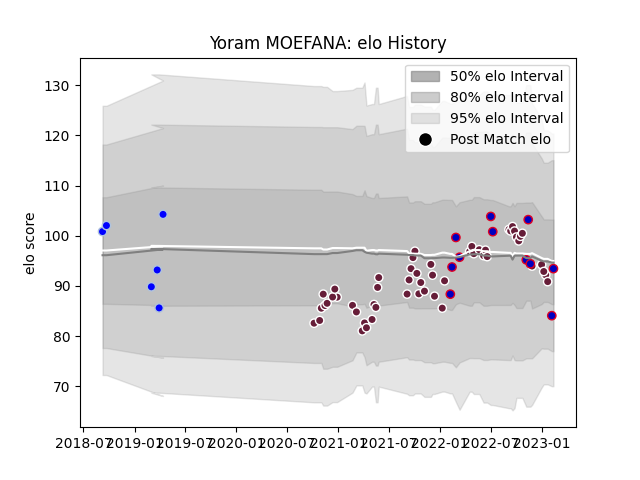 Yoram MOEFANA: elo History
50% elo Interval
80% elo Interval
95% elo Interval
Post Match elo
elo score
130
120
110
100
90
80
70
2018-07 2019-01 2019-07 2020-01 2020-07 2021-01 2021-07 2022-01 2022-07 2023-01